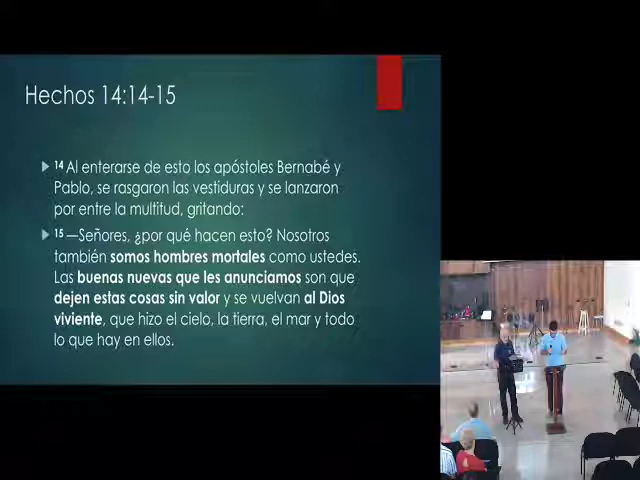 Hechos 14:14-15
14 Al enterarse de esto los apóstoles Bernabé y
Pablo, se rasgaron las vestiduras y se lanzaron
por entre la multitud, gritando:
15 —Señores, ¿por qué hacen esto? Nosotros
también somos hombres mortales como ustedes.
Las buenas nuevas que les anunciamos son que
dejen estas cosas sin valor y se vuelvan al Dios
viviente, que hizo el cielo, la tierra, el mar y todo
lo que hay en ellos.